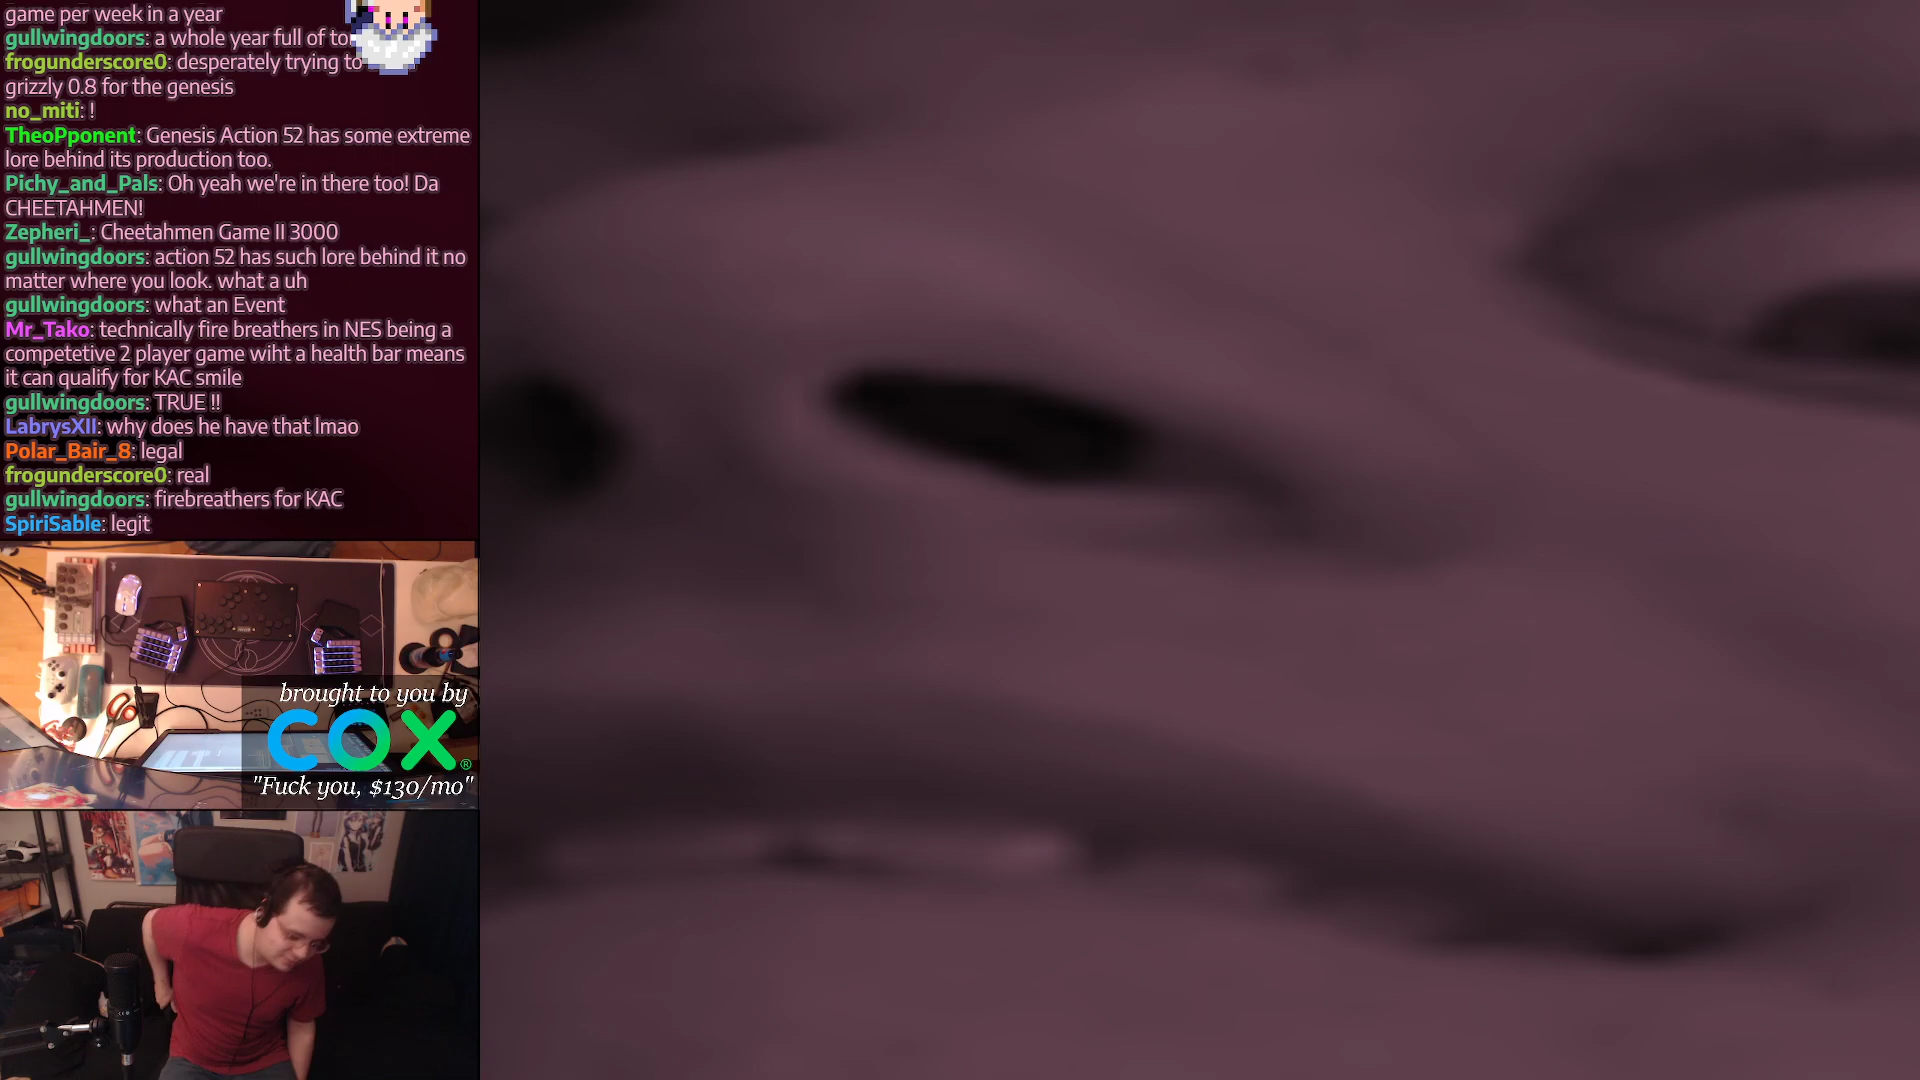 game per week in a year
gullwingdoors: a whole year full of to
frogunderscore0: desperately trying to
grizzly 0.8 for the genesis
no_miti: !
TheoPponent: Genesis Action 52 has some extreme
lore behind its production too.
Pichy_and_Pals: Oh yeah we're in there too! Da
CHEETAHMEN!
Zepheri_: Cheetahmen Game II 3000
gullwingdoors: action 52 has such lore behind it no
matter where you look. what a uh
gullwingdoors: what an Event
Mr_Tako: technically fire breathers in NES being a
competetive 2 player game wiht a health bar means
it can qualify for KAC smile
gullwingdoors: TRUE !!
LabrysXII: why does he have that lmao
Polar_Bair_8: legal
frogunderscore0: real
gullwingdoors: firebreathers for KAC
SpiriSable: legit
brought to you by
COX®
"Fuck you, $130/mo"